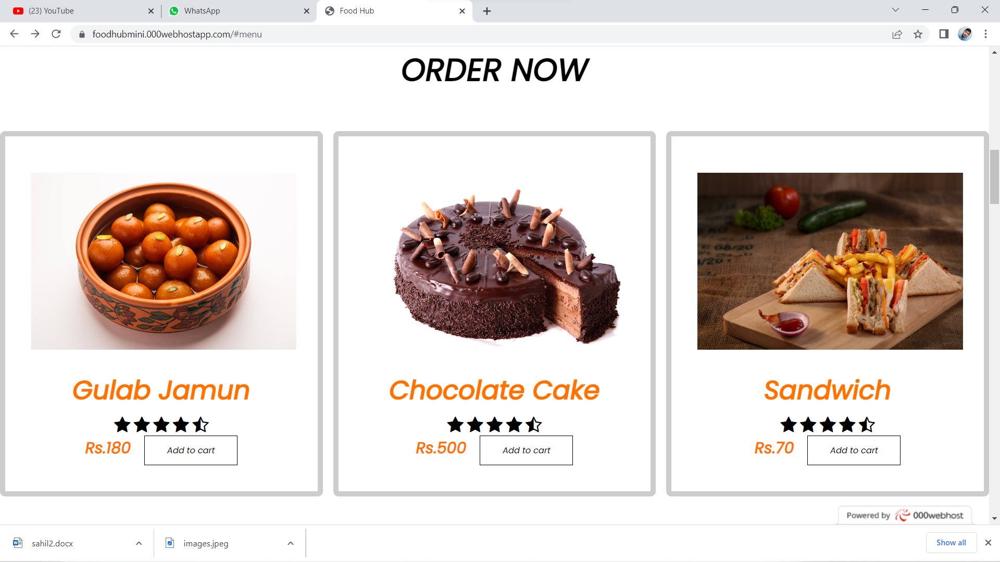 (23) YouTube
WhatsApp
Food Hub
foodhubmini.000webhostapp.com/#menu
ORDER NOW
Gulab Jamun
Rs.180
Add to cart
Chocolate Cake
Rs.500
Add to cart
Sandwich
Rs.70
Add to cart
Powered by 000webhost
sahil2.docx
images.jpeg
Show all